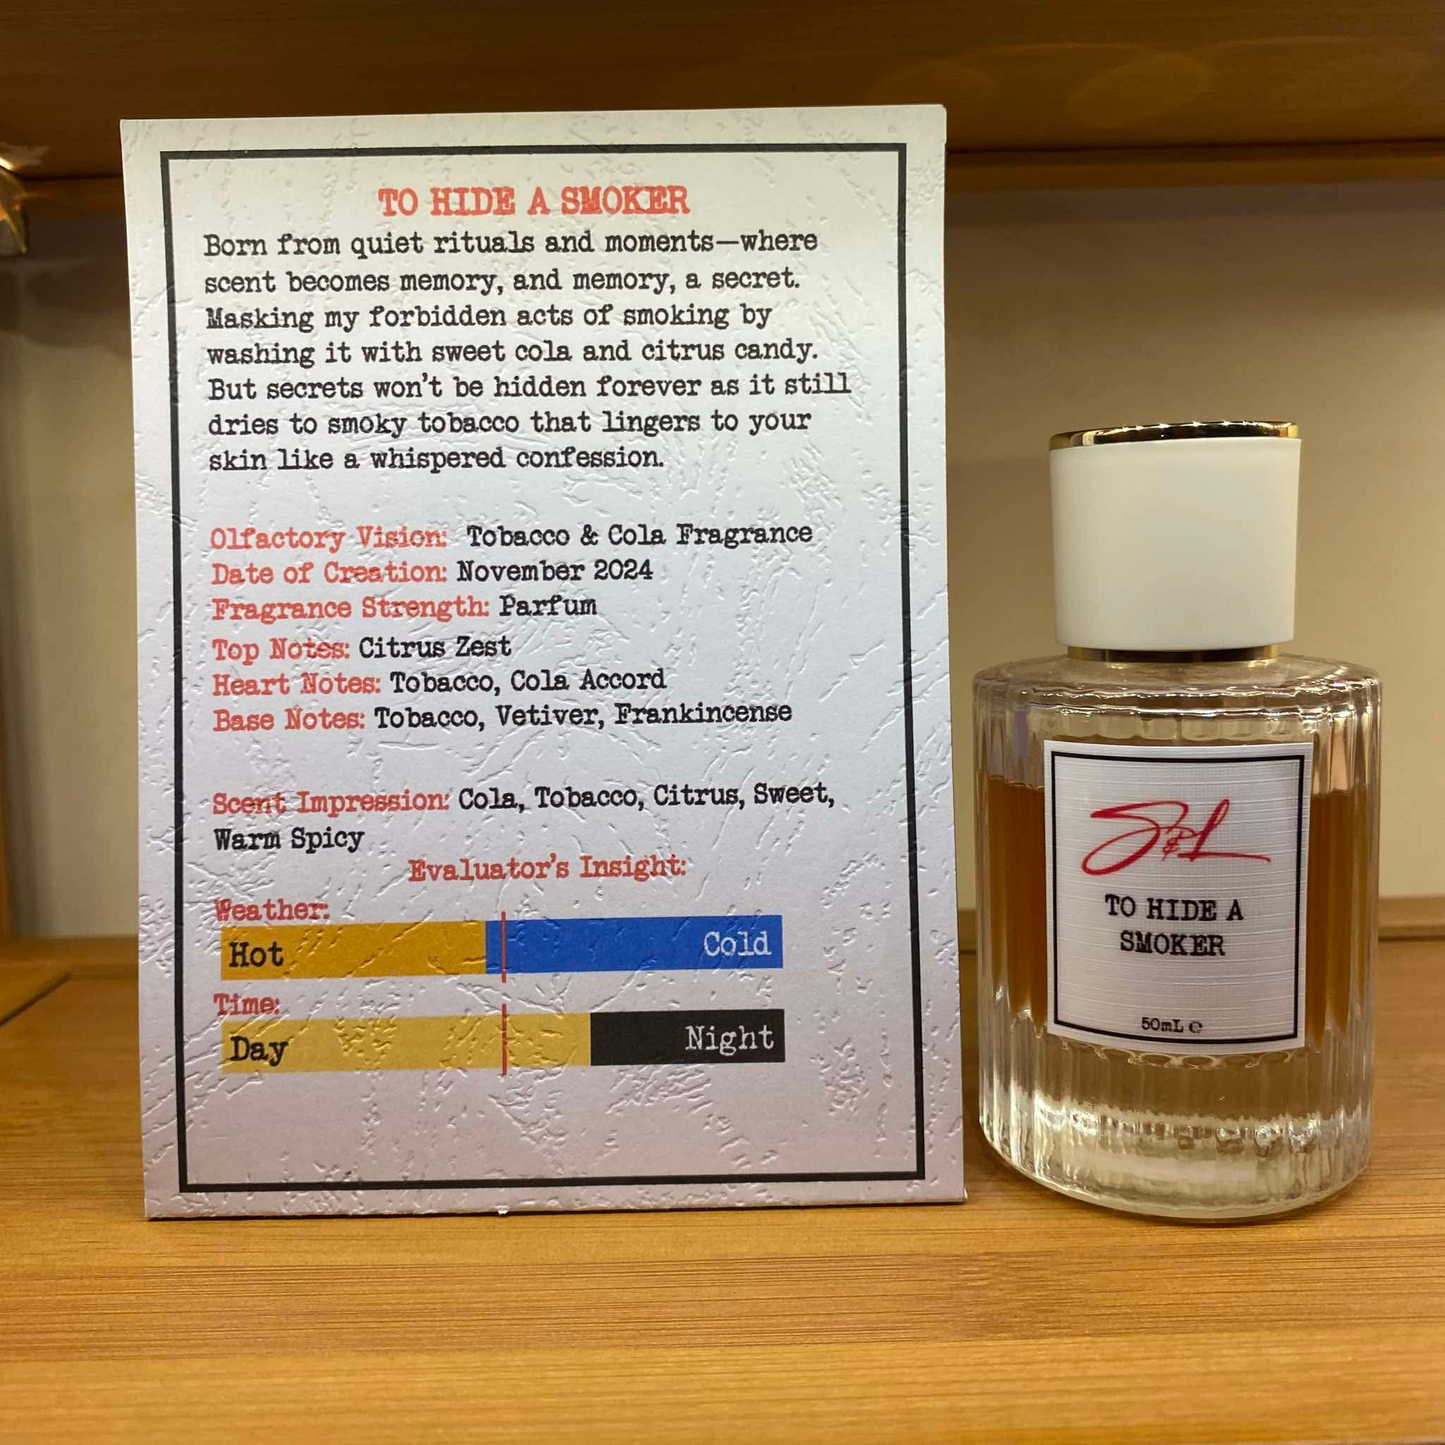 TO HIDE A SMOKER
Born from quiet rituals and moments—where
scent becomes memory, and memory, a secret.
Masking my forbidden acts of smoking by
washing it with sweet cola and citrus candy.
But secrets won't be hidden forever as it still
dries to smoky tobacco that lingers to your
skin like a whispered confession.
Olfactory Vision: Tobacco & Cola Fragrance
Date of Creation: November 2024
Fragrance Strength: Parfum
Top Notes: Citrus Zest
Heart Notes: Tobacco, Cola Accord
Base Notes: Tobacco, Vetiver, Frankincense
Scent Impression: Cola, Tobacco, Citrus, Sweet,
Warm Spicy
Evaluator's Insight:
Weather:
Hot Cold
Time:
Day Night
S&L
TO HIDE A
SMOKER
50mL ℮